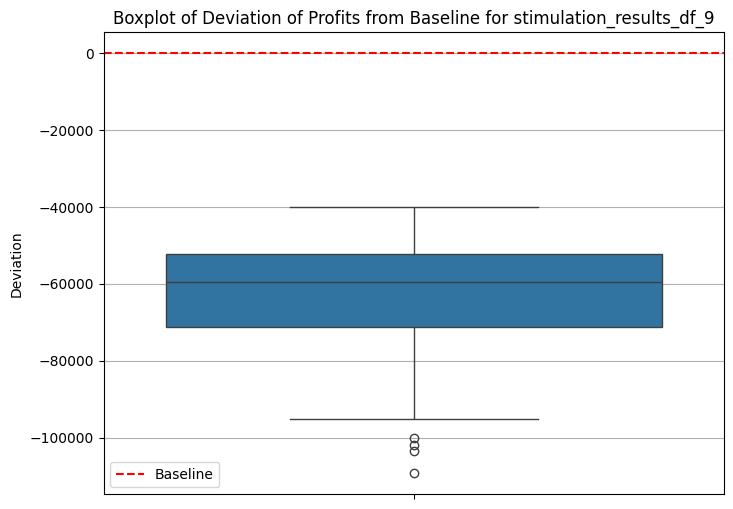 Boxplot of Deviation of Profits from Baseline for stimulation_results_df_9
0
−20000
−40000
−60000
−80000
−100000
Deviation
Baseline